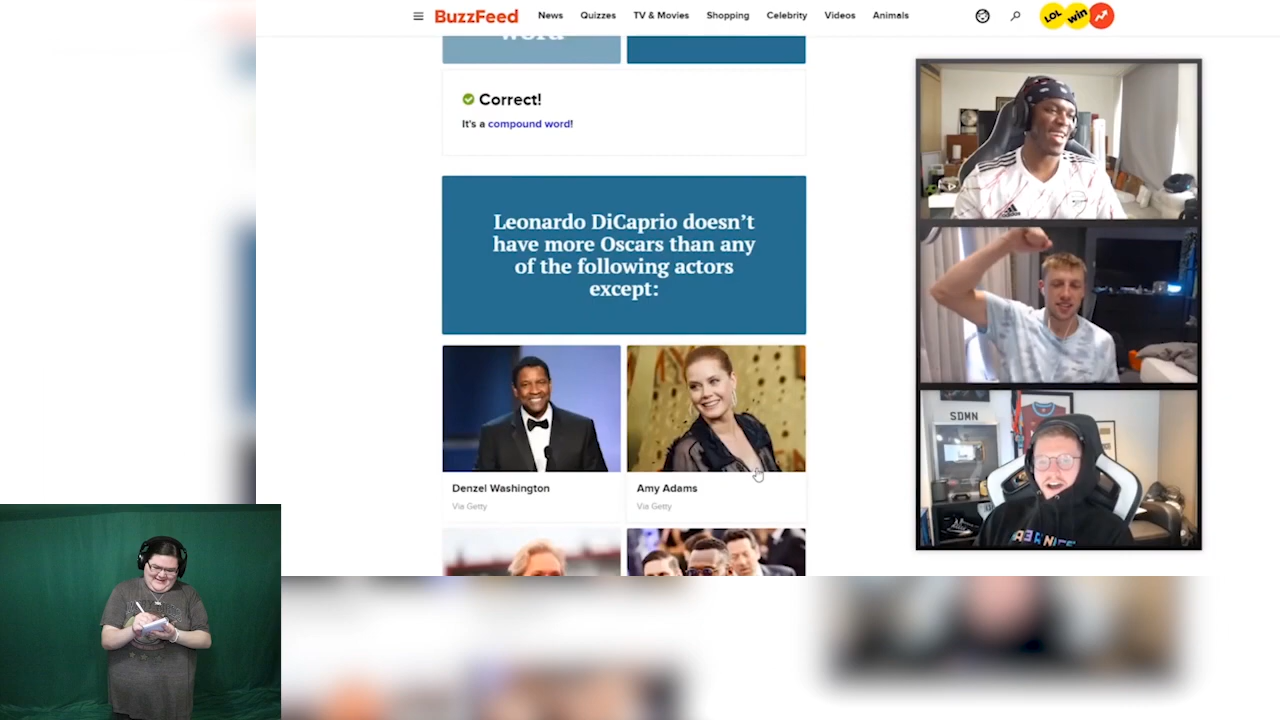 BuzzFeed News Quizzes TV & Movies Shopping Celebrity Videos Animals LOL win
word
Correct!
It's a compound word!
Leonardo DiCaprio doesn't
have more Oscars than any
of the following actors
except:
Denzel Washington Amy Adams
Via Getty Via Getty
SDMN